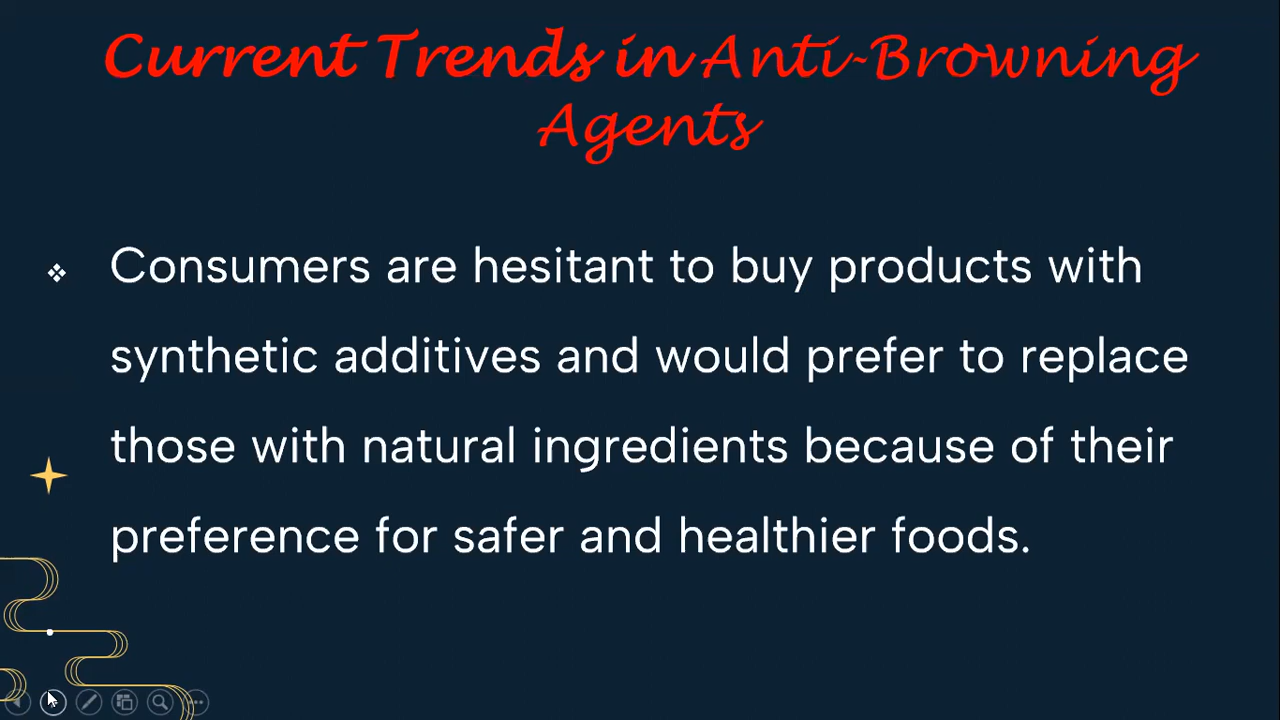 Current Trends in Anti-Browning
Agents
❖ Consumers are hesitant to buy products with
synthetic additives and would prefer to replace
those with natural ingredients because of their
preference for safer and healthier foods.